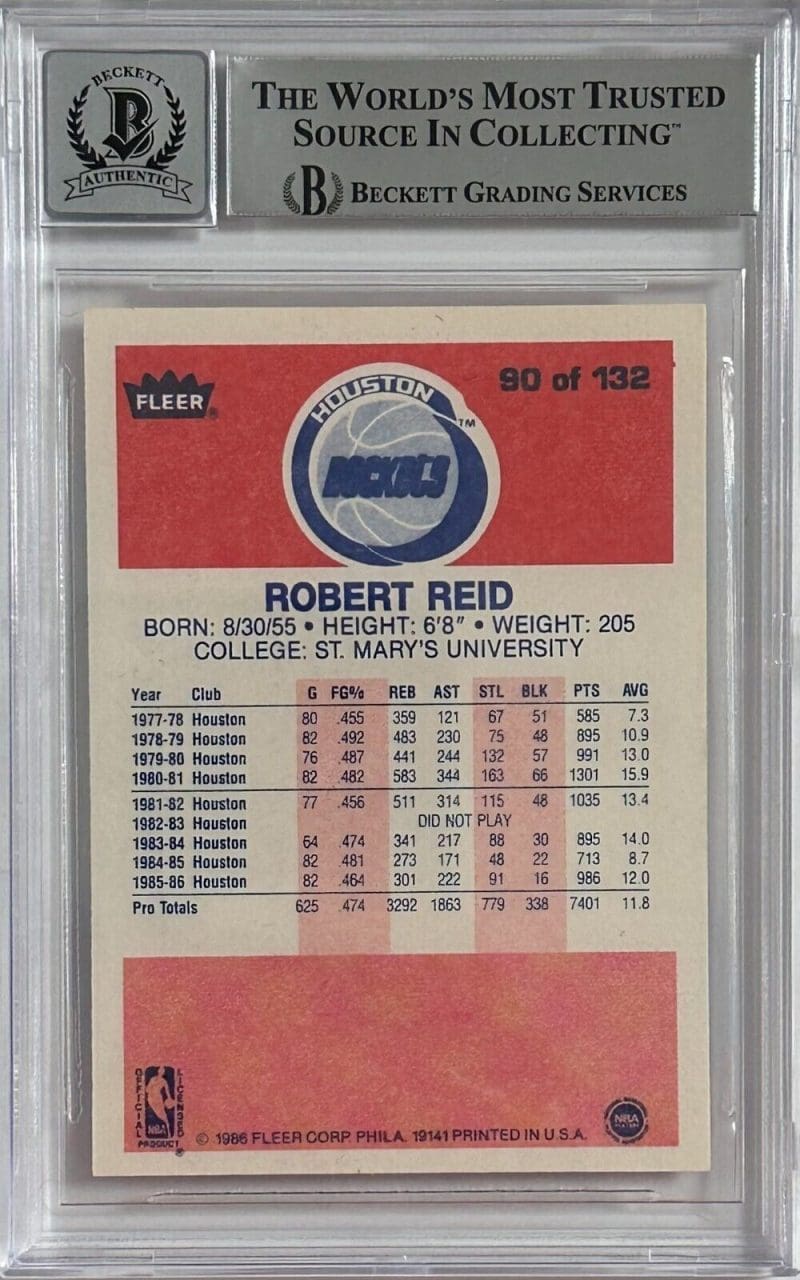 BECKETT
B
AUTHENTIC
THE WORLD'S MOST TRUSTED
SOURCE IN COLLECTING™
B BECKETT GRADING SERVICES
FLEER®
HOUSTON
ROCKETS
TM
90 of 132
ROBERT REID
BORN: 8/30/55 • HEIGHT: 6'8" • WEIGHT: 205
COLLEGE: ST. MARY'S UNIVERSITY
Year Club G FG% REB AST STL BLK PTS AVG
1977-78 Houston 80 .455 359 121 67 51 585 7.3
1978-79 Houston 82 .492 483 230 75 48 895 10.9
1979-80 Houston 76 .487 441 244 132 57 991 13.0
1980-81 Houston 82 .482 583 344 163 66 1301 15.9
1981-82 Houston 77 .456 511 314 115 48 1035 13.4
1982-83 Houston DID NOT PLAY
1983-84 Houston 64 .474 341 217 88 30 895 14.0
1984-85 Houston 82 .481 273 171 48 22 713 8.7
1985-86 Houston 82 .464 301 222 91 16 986 12.0
Pro Totals 625 .474 3292 1863 779 338 7401 11.8
OFFICIAL
LICENSED
NBA
PRODUCT
®
© 1986 FLEER CORP. PHILA. 19141 PRINTED IN U.S.A.
NBA
PLAYERS